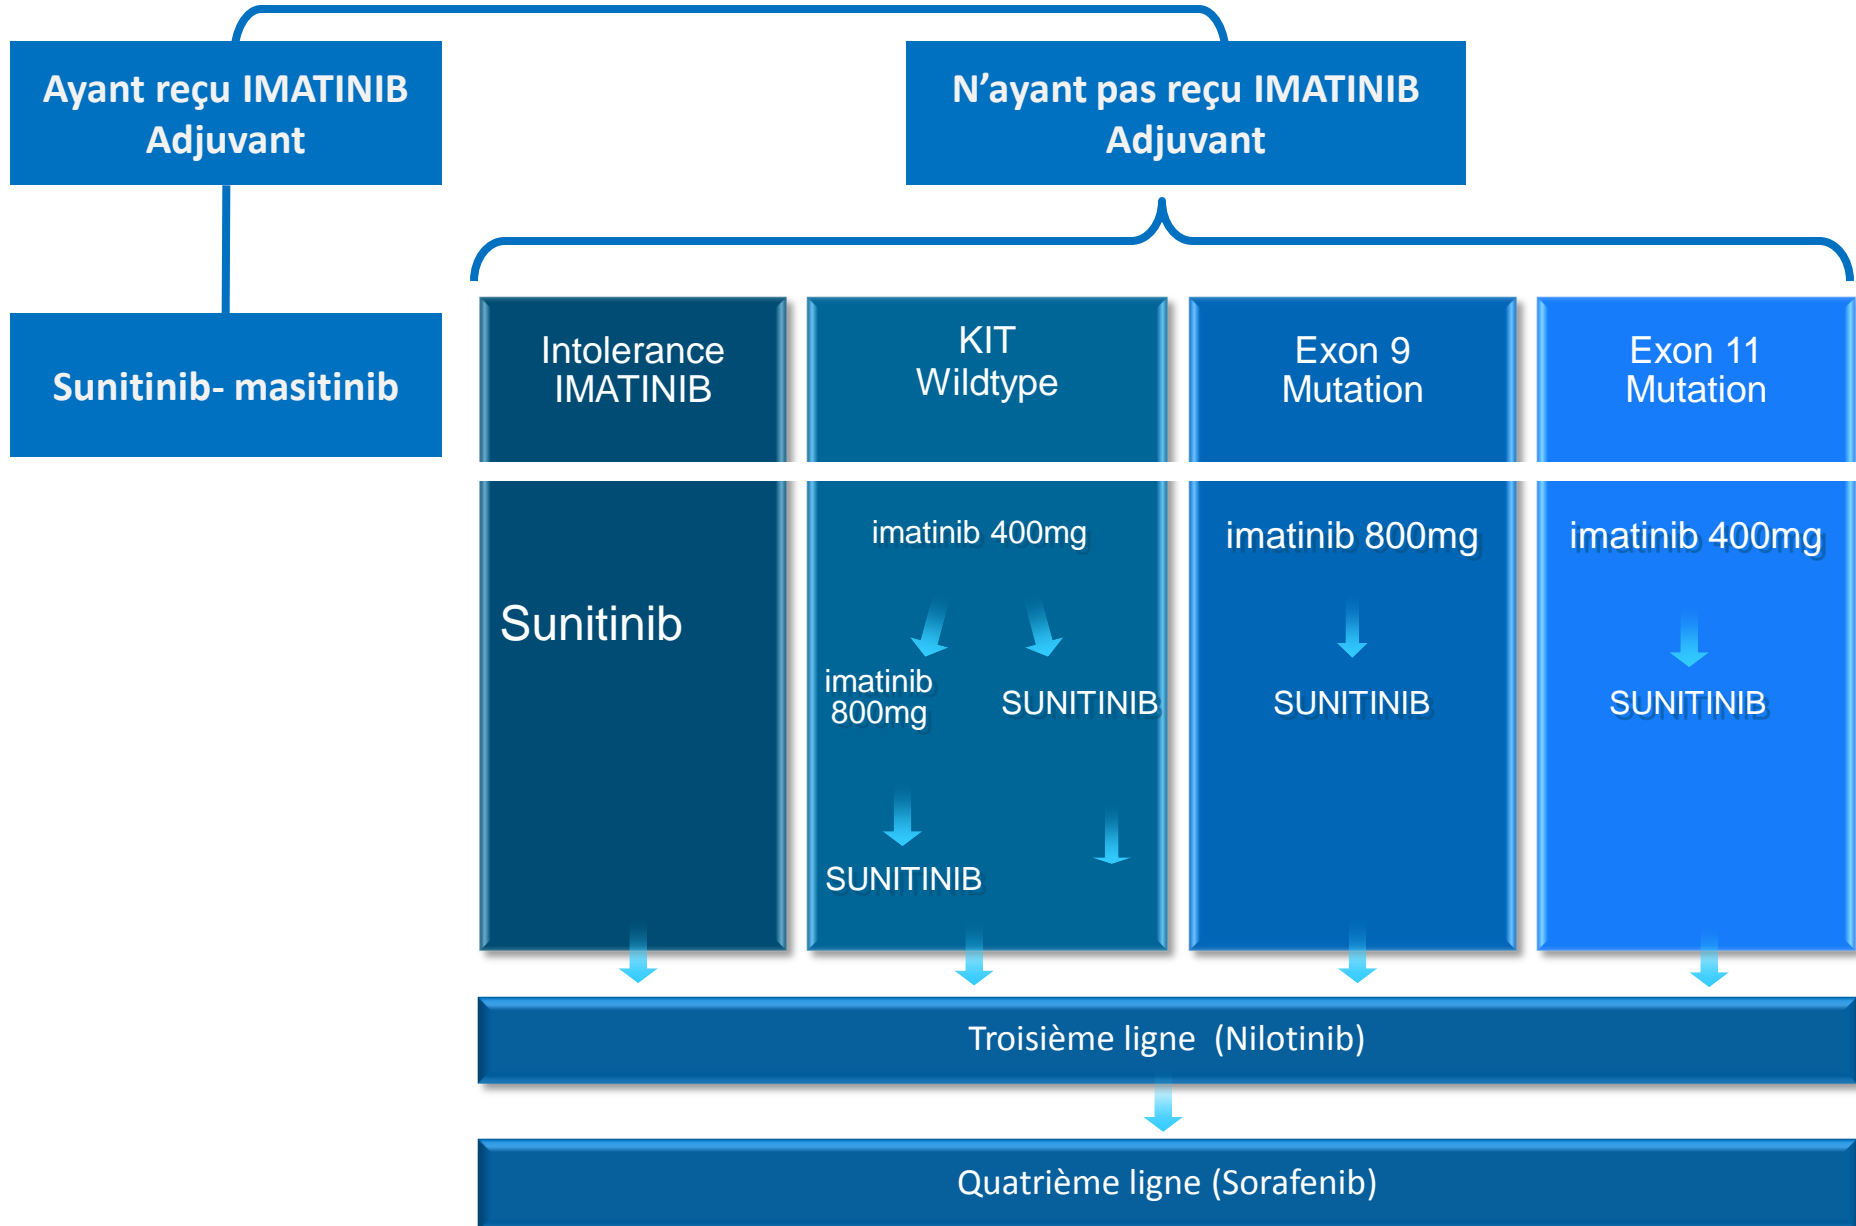 Ayant reçu IMATINIB
Adjuvant
N'ayant pas reçu IMATINIB
Adjuvant
Sunitinib- masitinib
Intolerance
IMATINIB
KIT
Wildtype
Exon 9
Mutation
Exon 11
Mutation
Sunitinib
imatinib 400mg
imatinib
800mg
SUNITINIB
SUNITINIB
imatinib 800mg
SUNITINIB
imatinib 400mg
SUNITINIB
Troisième ligne (Nilotinib)
Quatrième ligne (Sorafenib)